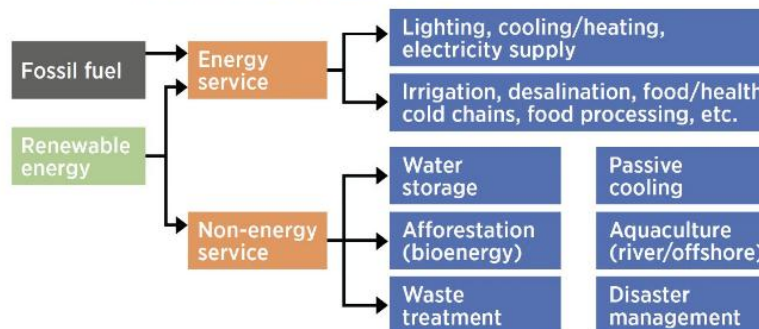 Fossil fuel
Renewable
energy
Energy
service
Non-energy
service
Lighting, cooling/heating,
electricity supply
Irrigation, desalination, food/health
cold chains, food processing, etc.
Water
storage
Passive
cooling
Afforestation
(bioenergy)
Aquaculture
(river/offshore)
Waste
treatment
Disaster
management